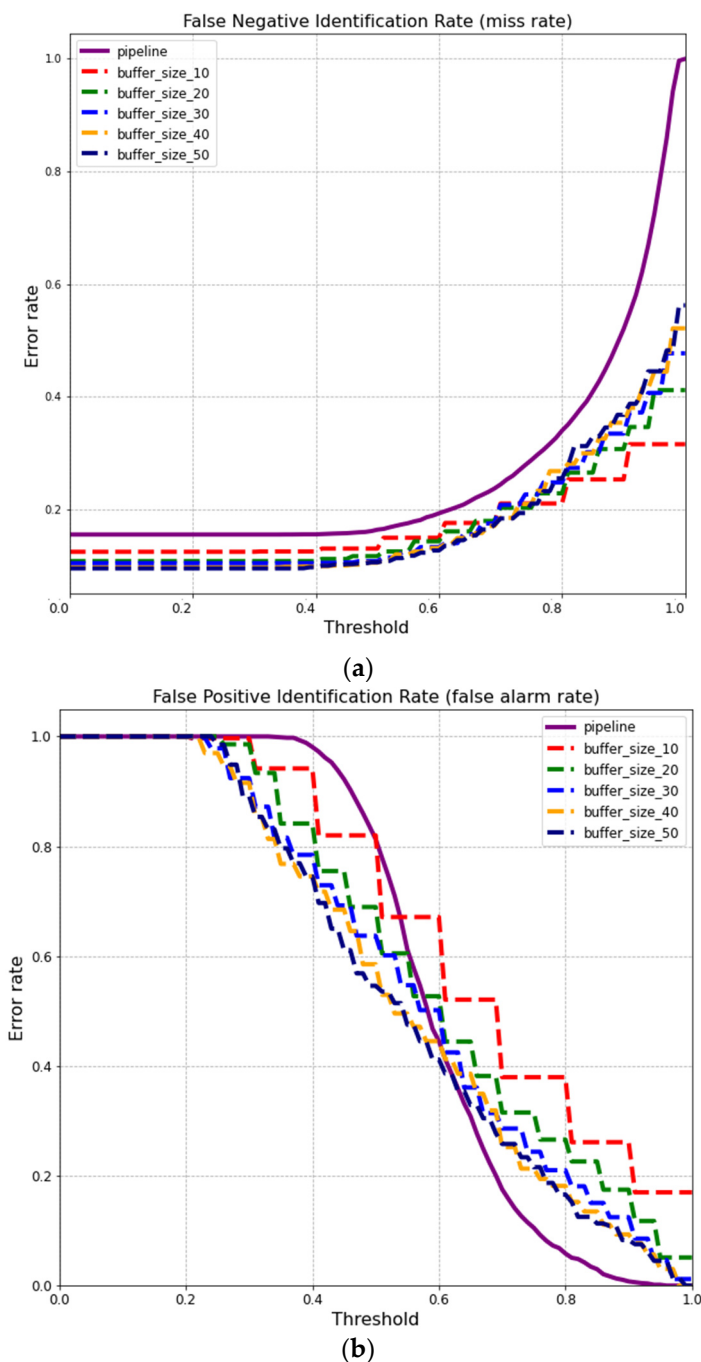 False Negative Identification Rate (miss rate)
pipeline
buffer_size_10
buffer_size_20
buffer_size_30
buffer_size_40
buffer_size_50
1.0
0.8
0.6
0.4
0.2
Error rate
0.0 0.2 0.4 0.6 0.8 1.0
Threshold
(a)
False Positive Identification Rate (false alarm rate)
pipeline
buffer_size_10
buffer_size_20
buffer_size_30
buffer_size_40
buffer_size_50
1.0
0.8
0.6
0.4
0.2
0.0
Error rate
0.0 0.2 0.4 0.6 0.8 1.0
Threshold
(b)